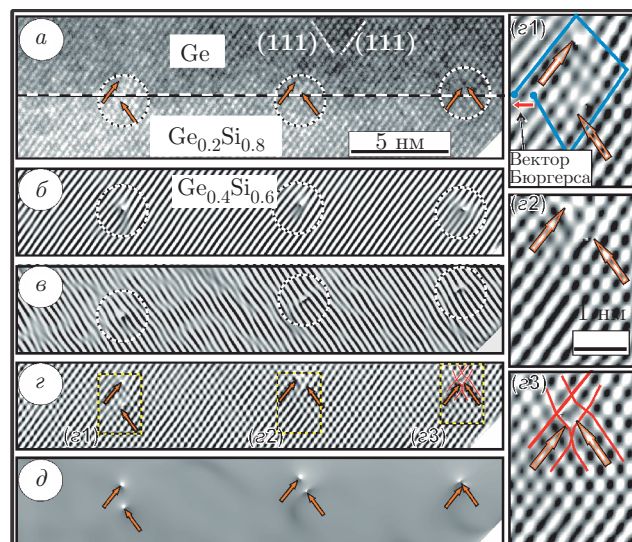 а
Ge
(111)
(111)
Ge0.2Si0.8
5 нм
б
Ge0.4Si0.6
в
г
(г1)
(г2)
(г3)
д
(г1)
Вектор
Бюргерса
(г2)
1 нм
(г3)